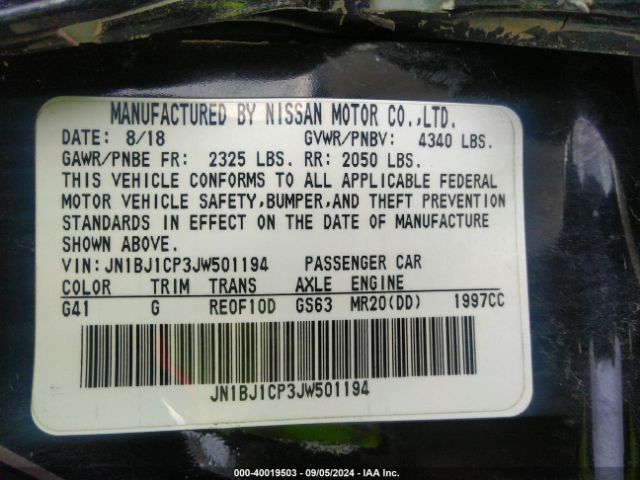 MANUFACTURED BY NISSAN MOTOR CO.,LTD.
DATE: 8/18 GVWR/PNBV: 4340 LBS.
GAWR/PNBE FR: 2325 LBS. RR: 2050 LBS.
THIS VEHICLE CONFORMS TO ALL APPLICABLE FEDERAL
MOTOR VEHICLE SAFETY,BUMPER,AND THEFT PREVENTION
STANDARDS IN EFFECT ON THE DATE OF MANUFACTURE
SHOWN ABOVE.
VIN:JN1BJ1CP3JW501194 PASSENGER CAR
COLOR TRIM TRANS AXLE ENGINE
G41 G RE0F10D GS63 MR20(DD) 1997CC
JN1BJ1CP3JW501194
000-40019503 - 09/05/2024 - IAA Inc.